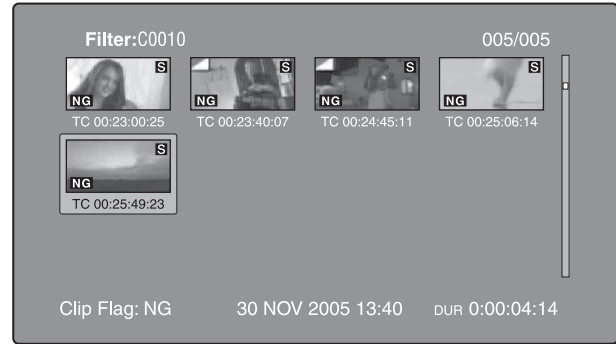 Filter:C0010 005/005
S S S S
NG NG NG NG
TC 00:23:00:25 TC 00:23:40:07 TC 00:24:45:11 TC 00:25:06:14
S
NG
TC 00:25:49:23
Clip Flag: NG 30 NOV 2005 13:40 DUR 0:00:04:14